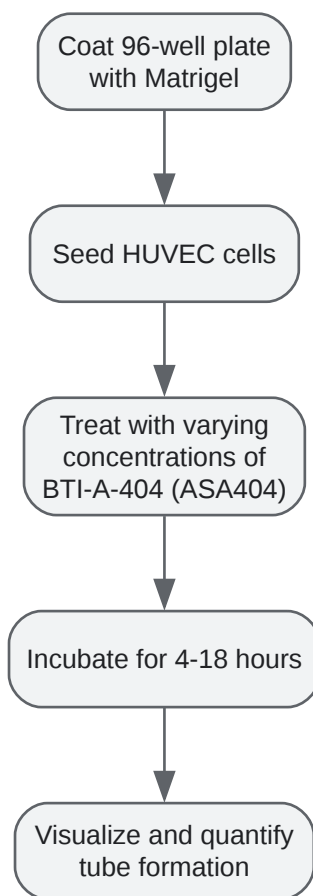 Coat 96-well plate
with Matrigel
Seed HUVEC cells
Treat with varying
concentrations of
BTI-A-404 (ASA404)
Incubate for 4-18 hours
Visualize and quantify
tube formation